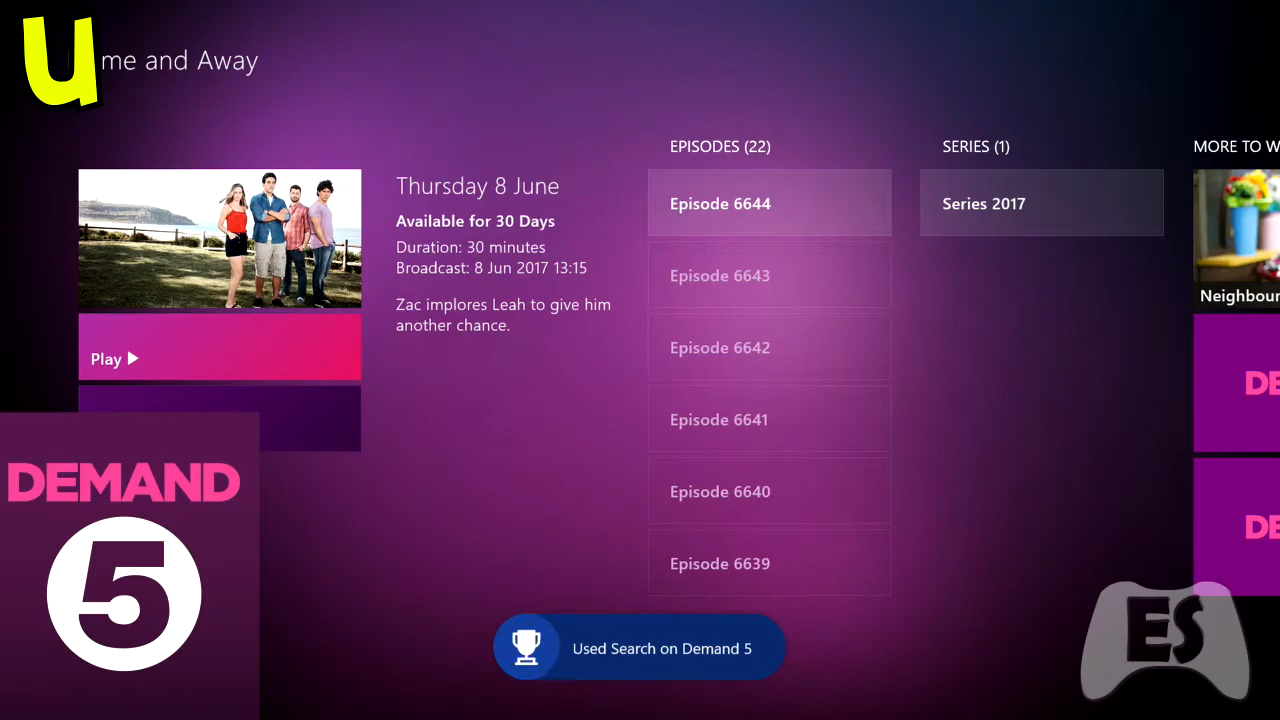 u
me and Away
EPISODES (22)
SERIES (1)
MORE TO W
Thursday 8 June
Available for 30 Days
Duration: 30 minutes
Broadcast: 8 Jun 2017 13:15
Zac implores Leah to give him
another chance.
Play
Episode 6644
Episode 6643
Episode 6642
Episode 6641
Episode 6640
Episode 6639
Series 2017
Neighbour
DE
DE
DEMAND
5
Used Search on Demand 5
ES